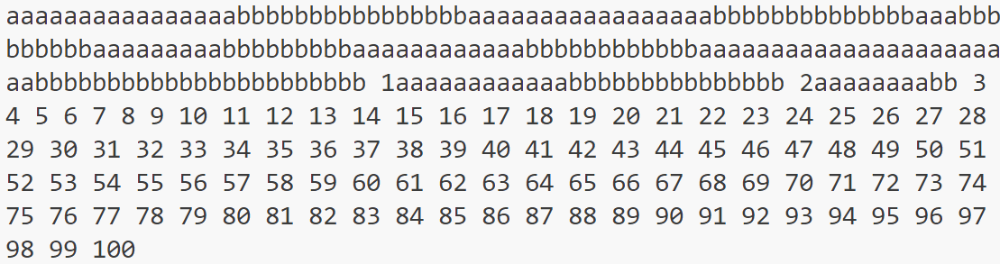 aaaaaaaaaaaaaaaabbbbbbbbbbbbbbbbaaaaaaaaaaaaaaaaabbbbbbbbbbbbbbaaabbb
bbbbbbaaaaaaaaabbbbbbbbbaaaaaaaaaaaabbbbbbbbbbbbaaaaaaaaaaaaaaaaaaaaa
aabbbbbbbbbbbbbbbbbbbbbbb 1aaaaaaaaaaaabbbbbbbbbbbbbbb 2aaaaaaaabb 3
4 5 6 7 8 9 10 11 12 13 14 15 16 17 18 19 20 21 22 23 24 25 26 27 28
29 30 31 32 33 34 35 36 37 38 39 40 41 42 43 44 45 46 47 48 49 50 51
52 53 54 55 56 57 58 59 60 61 62 63 64 65 66 67 68 69 70 71 72 73 74
75 76 77 78 79 80 81 82 83 84 85 86 87 88 89 90 91 92 93 94 95 96 97
98 99 100